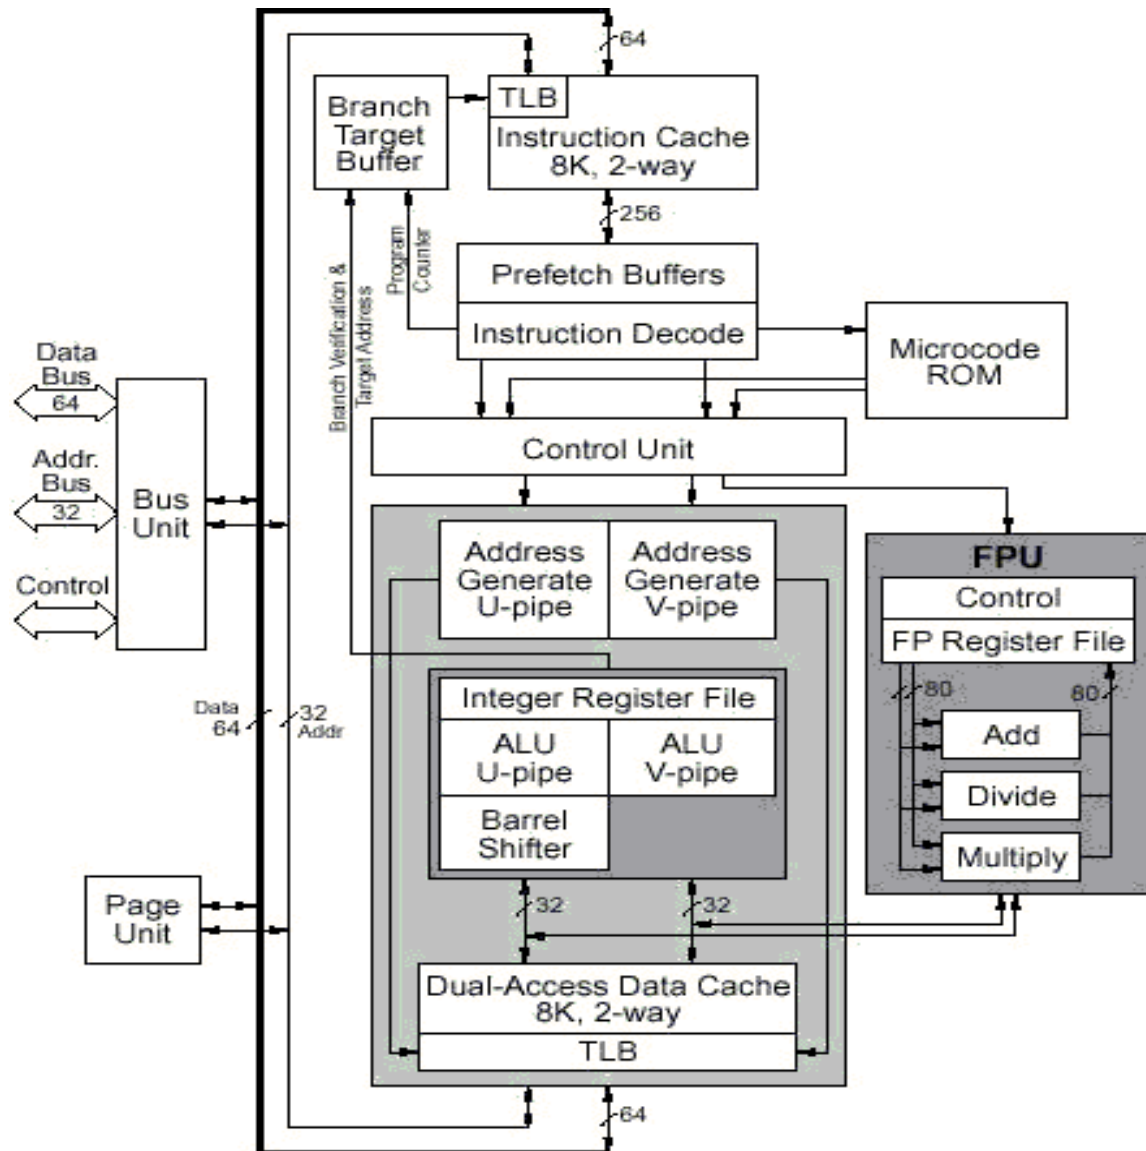 64
Branch
Target
Buffer
TLB
Instruction Cache
8K, 2-way
256
Program
Counter
Branch Verification &
Target Address
Prefetch Buffers
Instruction Decode
Microcode
ROM
Data
Bus
64
Addr.
Bus
32
Control
Bus
Unit
Control Unit
Address
Generate
U-pipe
Address
Generate
V-pipe
FPU
Control
FP Register File
80
80
Add
Divide
Multiply
Integer Register File
ALU
U-pipe
ALU
V-pipe
Barrel
Shifter
Data
64
32
Addr
32
32
Page
Unit
Dual-Access Data Cache
8K, 2-way
TLB
64